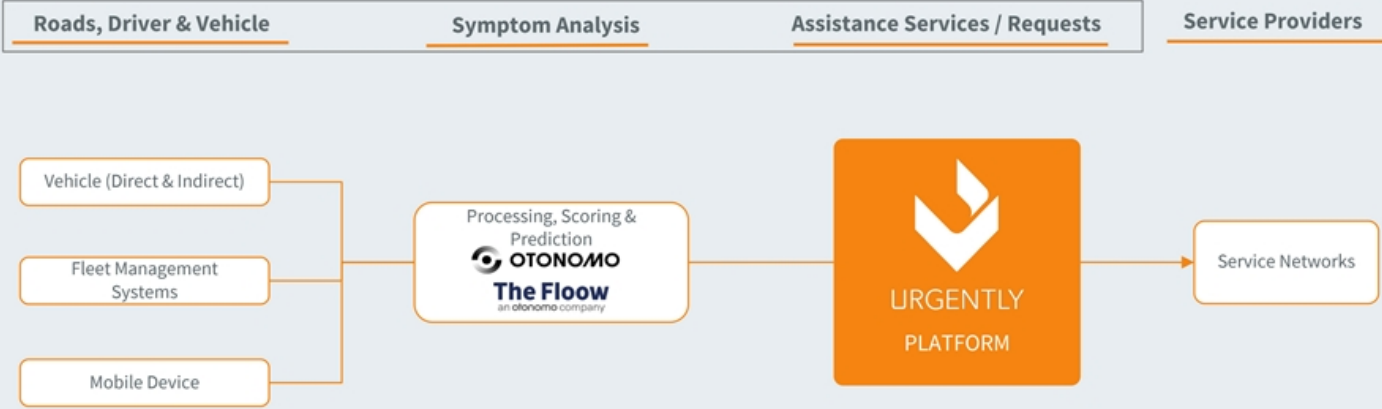 Roads, Driver & Vehicle
Symptom Analysis
Assistance Services / Requests
Service Providers
Vehicle (Direct & Indirect)
Fleet Management
Systems
Mobile Device
Processing, Scoring &
Prediction
OTONOMO
The Floow
an otonomo company
URGENTLY
PLATFORM
Service Networks